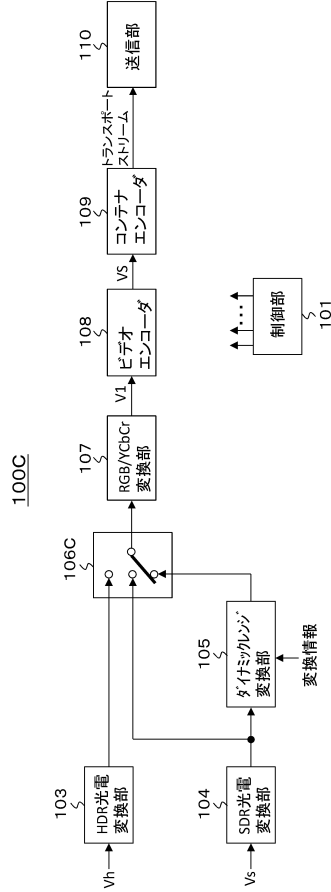 100C
Vh
103
HDR光電
変換部
Vs
104
SDR光電
変換部
105
ダイナミックレンジ
変換部
変換情報
106C
107
RGB/YCbCr
変換部
V1
108
ビデオ
エンコーダ
VS
109
コンテナ
エンコーダ
トランスポート
ストリーム
110
送信部
制御部
101